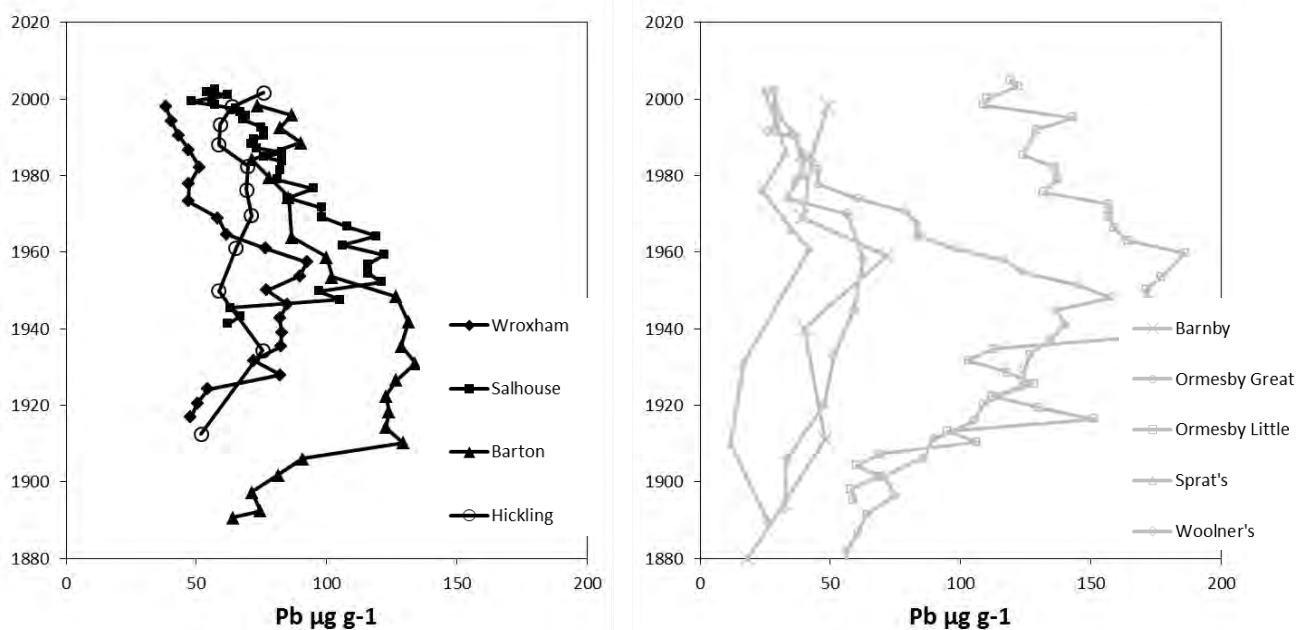 2020
2000
1980
1960
1940
1920
1900
1880
0
50
100
150
200
Pb µg g-1
Wroxham
Salhouse
Barton
Hickling
2020
2000
1980
1960
1940
1920
1900
1880
0
50
100
150
200
Pb µg g-1
Barnby
Ormesby Great
Ormesby Little
Sprat's
Woolner's